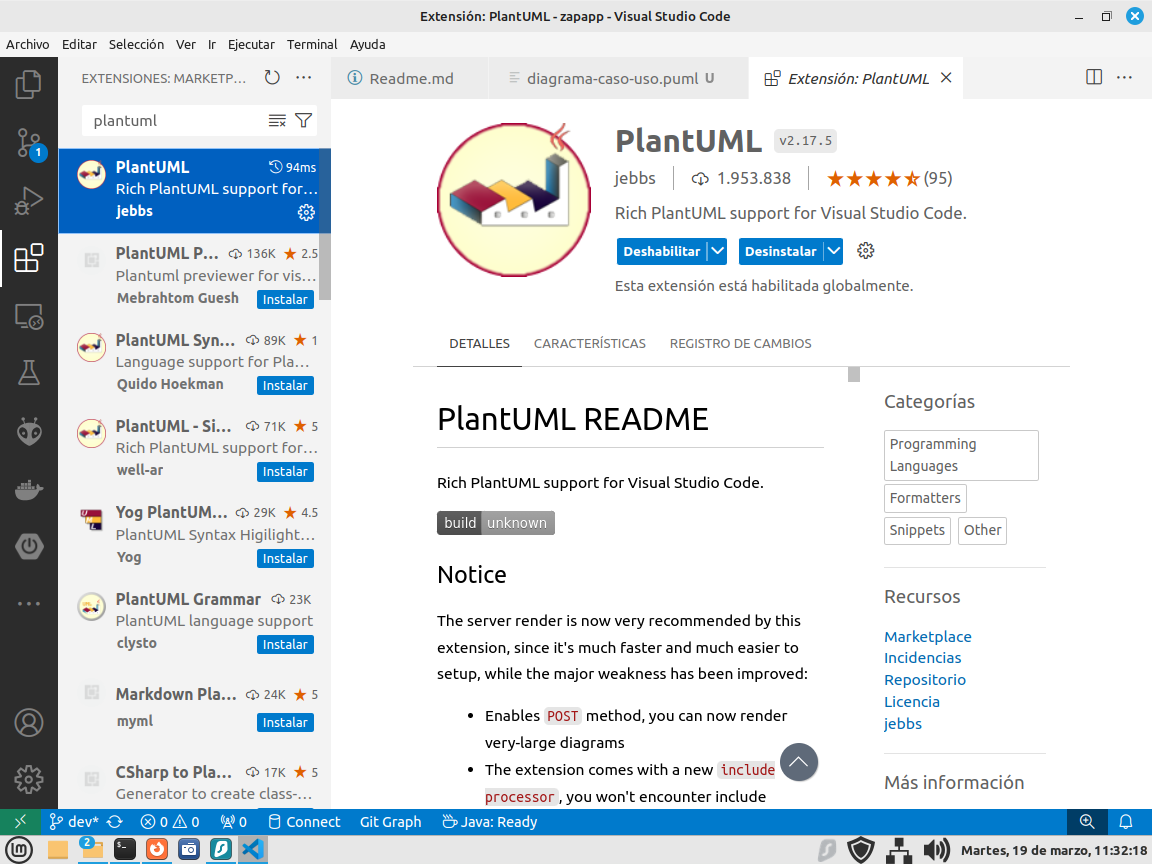 Extensión: PlantUML - zapapp - Visual Studio Code
Archivo Editar Selección Ver Ir Ejecutar Terminal Ayuda
EXTENSIONES: MARKETP...
Readme.md
diagrama-caso-uso.puml U
Extensión: PlantUML
plantuml
1
PlantUML 94ms
Rich PlantUML support for...
jebbs
PlantUML P... 136K 2.5
Plantuml previewer for vis...
Mebrahtom Guesh Instalar
PlantUML Syn... 89K 1
Language support for Pla...
Quido Hoekman Instalar
PlantUML - Si... 71K 5
Rich PlantUML support for...
well-ar Instalar
Yog PlantUM... 29K 4.5
PlantUML Syntax Higilight...
Yog Instalar
PlantUML Grammar 23K
PlantUML language support
clysto Instalar
Markdown Pla... 24K 5
myml Instalar
CSharp to Pla... 17K 5
Generator to create class-...
PlantUML v2.17.5
jebbs 1.953.838 (95)
Rich PlantUML support for Visual Studio Code.
Deshabilitar Desinstalar
Esta extensión está habilitada globalmente.
DETALLES CARACTERÍSTICAS REGISTRO DE CAMBIOS
PlantUML README
Rich PlantUML support for Visual Studio Code.
build unknown
Notice
The server render is now very recommended by this
extension, since it's much faster and much easier to
setup, while the major weakness has been improved:
• Enables POST method, you can now render
very-large diagrams
• The extension comes with a new include
processor, you won't encounter include
Categorías
Programming
Languages
Formatters
Snippets Other
Recursos
Marketplace
Incidencias
Repositorio
Licencia
jebbs
Más información
dev* 0 0 0 Connect Git Graph Java: Ready
2
Martes, 19 de marzo, 11:32:18